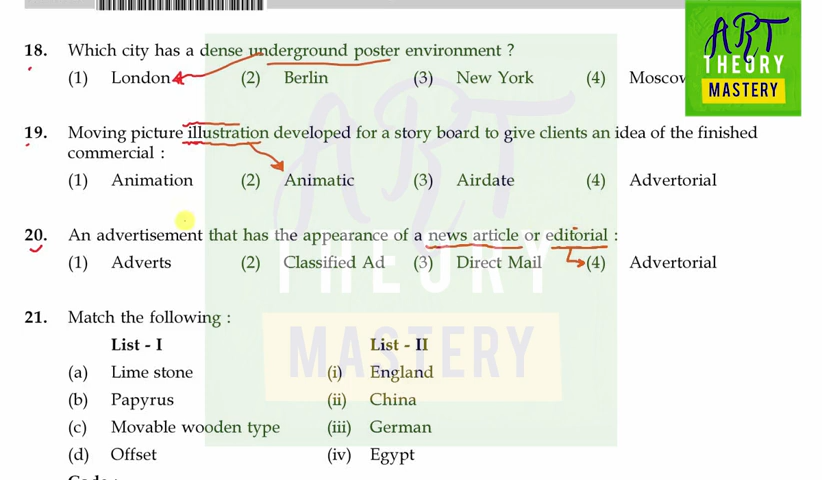 ART
THEORY
MASTERY
18. Which city has a dense underground poster environment ?
(1) London (2) Berlin (3) New York (4) Moscow
19. Moving picture illustration developed for a story board to give clients an idea of the finished
commercial :
(1) Animation (2) Animatic (3) Airdate (4) Advertorial
20. An advertisement that has the appearance of a news article or editorial :
(1) Adverts (2) Classified Ad (3) Direct Mail (4) Advertorial
21. Match the following :
List - I List - II
(a) Lime stone (i) England
(b) Papyrus (ii) China
(c) Movable wooden type (iii) German
(d) Offset (iv) Egypt
ART
THEORY
MASTERY